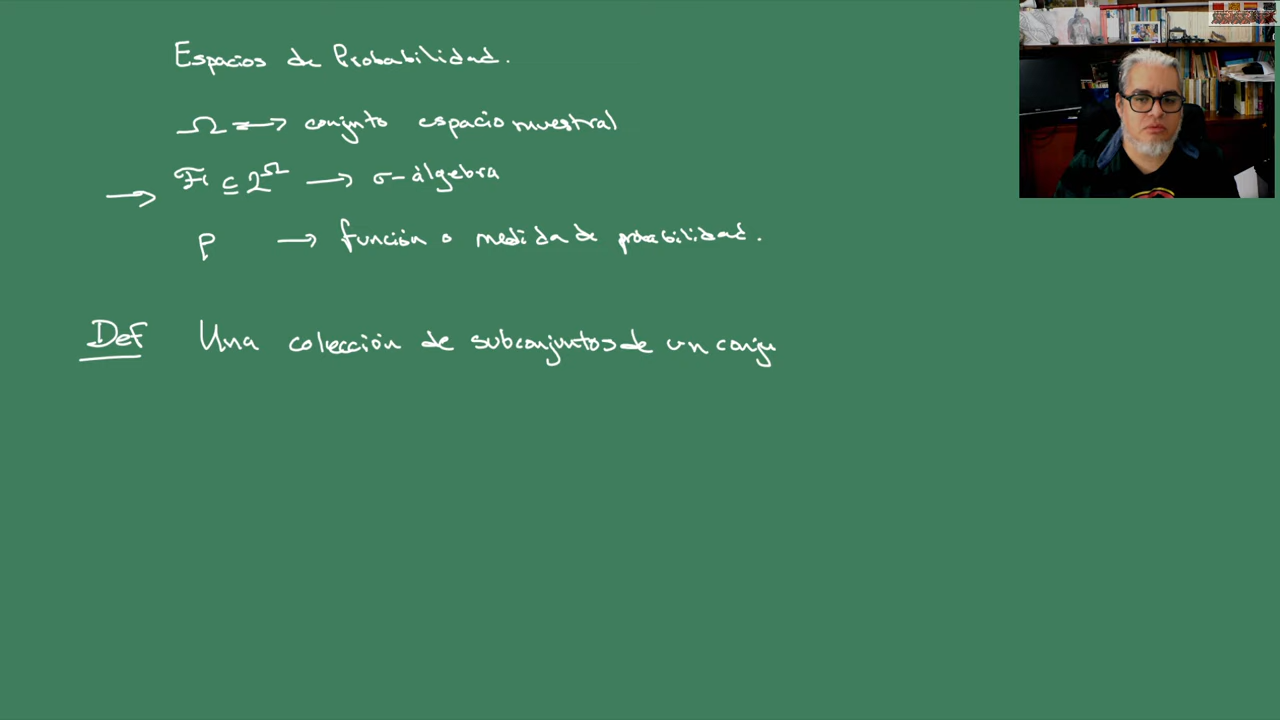 Espacios de Probabilidad.
Ω ⟷ conjunto espacio muestral
→ ℱ ⊆ 2^Ω → σ-álgebra
P → función o medida de probabilidad.
Def Una colección de subconjuntos de un conju